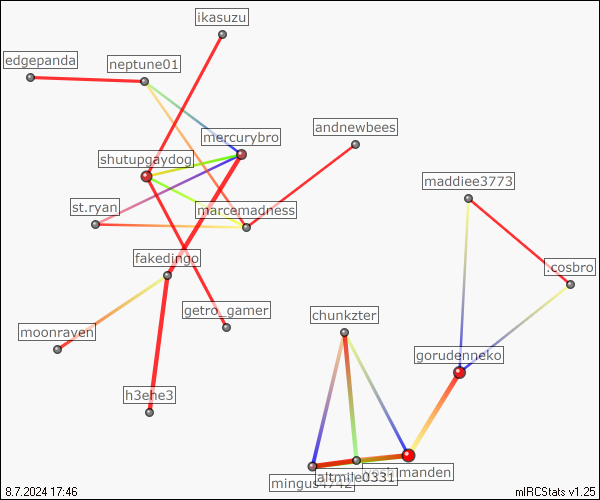 ikasuzu
edgepanda
neptune01
andnewbees
mercurybro
shutupgaydog
maddiee3773
st.ryan
marcemadness
fakedingo
.cosbro
getro_gamer
chunkzter
moonraven
gorudenneko
h3ehe3
manden
altmile0331
mingus4742
8.7.2024 17:46
mIRCStats v1.25